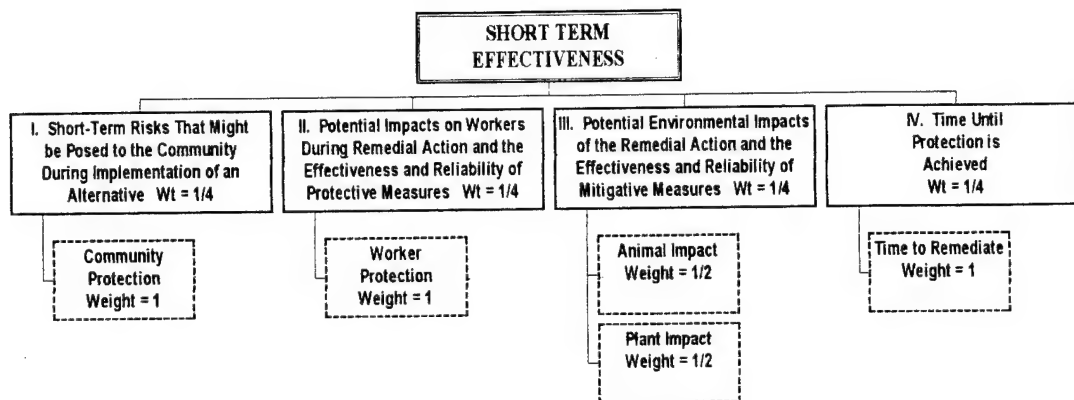 SHORT TERM
EFFECTIVENESS
I. Short-Term Risks That Might
be Posed to the Community
During Implementation of an
Alternative Wt = 1/4
II. Potential Impacts on Workers
During Remedial Action and the
Effectiveness and Reliability of
Protective Measures Wt = 1/4
III. Potential Environmental Impacts
of the Remedial Action and the
Effectiveness and Reliability of
Mitigative Measures Wt = 1/4
IV. Time Until
Protection is
Achieved
Wt = 1/4
Community
Protection
Weight = 1
Worker
Protection
Weight = 1
Animal Impact
Weight = 1/2
Plant Impact
Weight = 1/2
Time to Remediate
Weight = 1